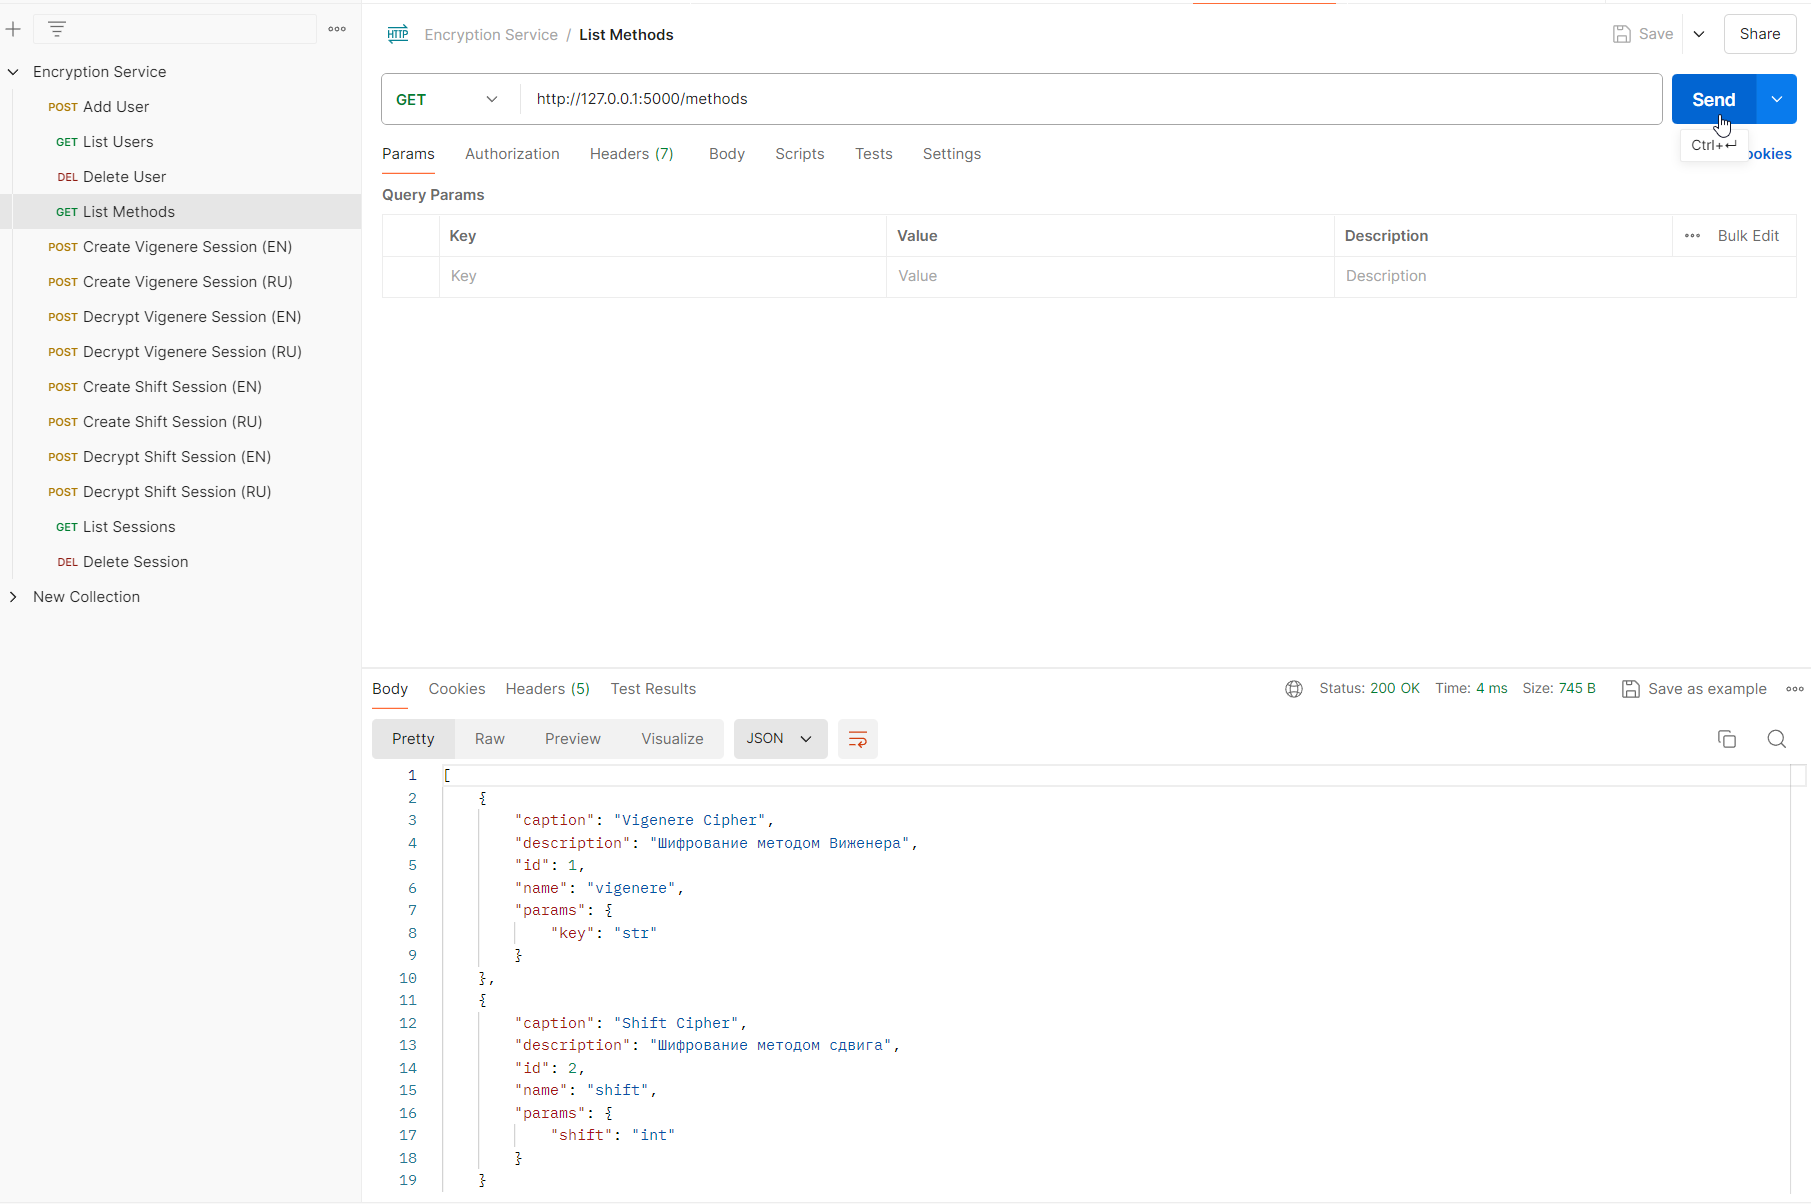 HTTP Encryption Service / List Methods
Save
Share
Encryption Service
POST Add User
GET List Users
DEL Delete User
GET List Methods
POST Create Vigenere Session (EN)
POST Create Vigenere Session (RU)
POST Decrypt Vigenere Session (EN)
POST Decrypt Vigenere Session (RU)
POST Create Shift Session (EN)
POST Create Shift Session (RU)
POST Decrypt Shift Session (EN)
POST Decrypt Shift Session (RU)
GET List Sessions
DEL Delete Session
New Collection
GET http://127.0.0.1:5000/methods
Send
Ctrl+↵
ookies
Params Authorization Headers (7) Body Scripts Tests Settings
Query Params
Key Value Description ••• Bulk Edit
Key Value Description
Body Cookies Headers (5) Test Results
Status: 200 OK Time: 4 ms Size: 745 B Save as example
Pretty Raw Preview Visualize JSON
1 [
2 {
3 "caption": "Vigenere Cipher",
4 "description": "Шифрование методом Виженера",
5 "id": 1,
6 "name": "vigenere",
7 "params": {
8 "key": "str"
9 }
10 },
11 {
12 "caption": "Shift Cipher",
13 "description": "Шифрование методом сдвига",
14 "id": 2,
15 "name": "shift",
16 "params": {
17 "shift": "int"
18 }
19 }